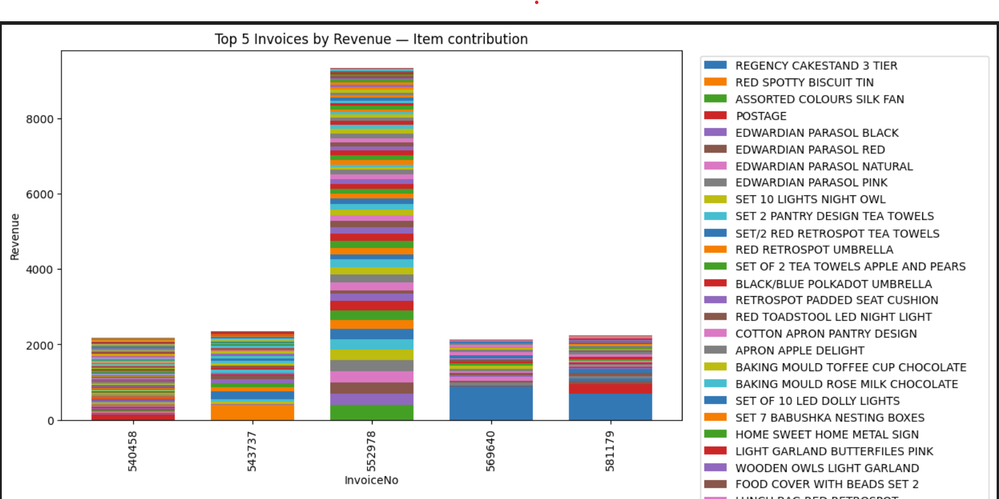 Top 5 Invoices by Revenue — Item contribution
Revenue
8000
6000
4000
2000
0
540458
543737
552978
569640
581179
InvoiceNo
REGENCY CAKESTAND 3 TIER
RED SPOTTY BISCUIT TIN
ASSORTED COLOURS SILK FAN
POSTAGE
EDWARDIAN PARASOL BLACK
EDWARDIAN PARASOL RED
EDWARDIAN PARASOL NATURAL
EDWARDIAN PARASOL PINK
SET 10 LIGHTS NIGHT OWL
SET 2 PANTRY DESIGN TEA TOWELS
SET/2 RED RETROSPOT TEA TOWELS
RED RETROSPOT UMBRELLA
SET OF 2 TEA TOWELS APPLE AND PEARS
BLACK/BLUE POLKADOT UMBRELLA
RETROSPOT PADDED SEAT CUSHION
RED TOADSTOOL LED NIGHT LIGHT
COTTON APRON PANTRY DESIGN
APRON APPLE DELIGHT
BAKING MOULD TOFFEE CUP CHOCOLATE
BAKING MOULD ROSE MILK CHOCOLATE
SET OF 10 LED DOLLY LIGHTS
SET 7 BABUSHKA NESTING BOXES
HOME SWEET HOME METAL SIGN
LIGHT GARLAND BUTTERFILES PINK
WOODEN OWLS LIGHT GARLAND
FOOD COVER WITH BEADS SET 2
LUNCH BAG RED RETROSPOT